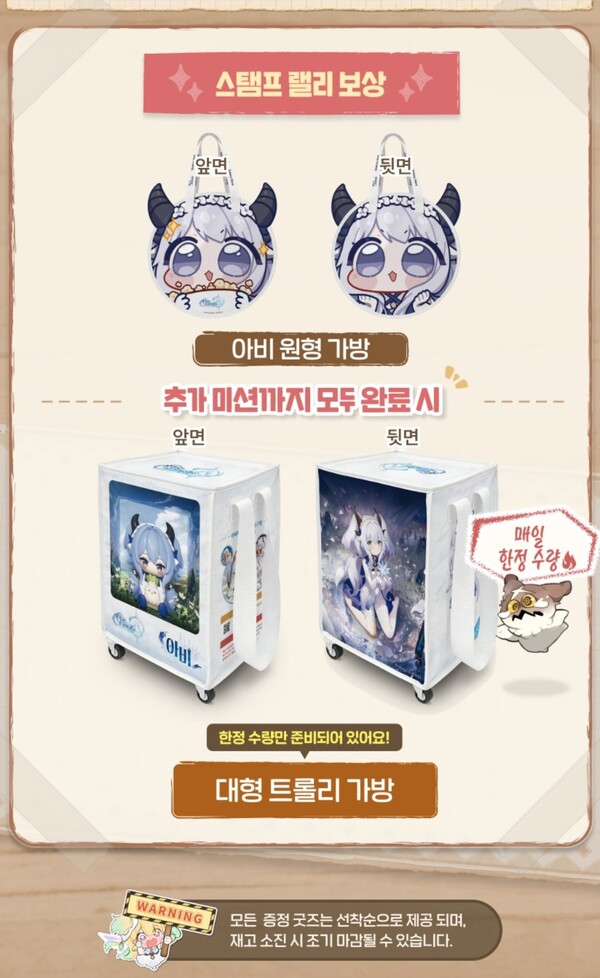 스탬프 랠리 보상
앞면
뒷면
아비 원형 가방
추가 미션까지 모두 완료 시
앞면
뒷면
매일
한정 수량
아비
한정 수량만 준비되어 있어요!
대형 트롤리 가방
WARNING
모든 증정 굿즈는 선착순으로 제공 되며,
재고 소진 시 조기 마감될 수 있습니다.